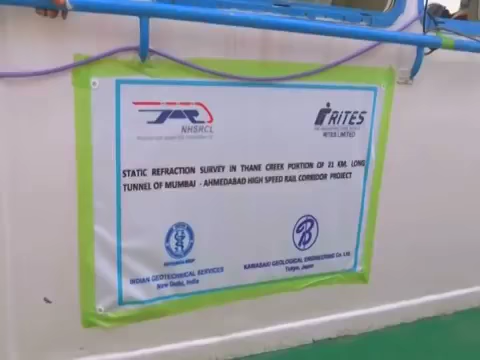 NHSRCL
RITES
RITES LIMITED
STATIC REFRACTION SURVEY IN THANE CREEK PORTION OF 21 KM. LONG
TUNNEL OF MUMBAI - AHMEDABAD HIGH SPEED RAIL CORRIDOR PROJECT
INDIAN GEOTECHNICAL SERVICES
New Delhi, India
KAWASAKI GEOLOGICAL ENGINEERING Co. Ltd.
Tokyo, Japan